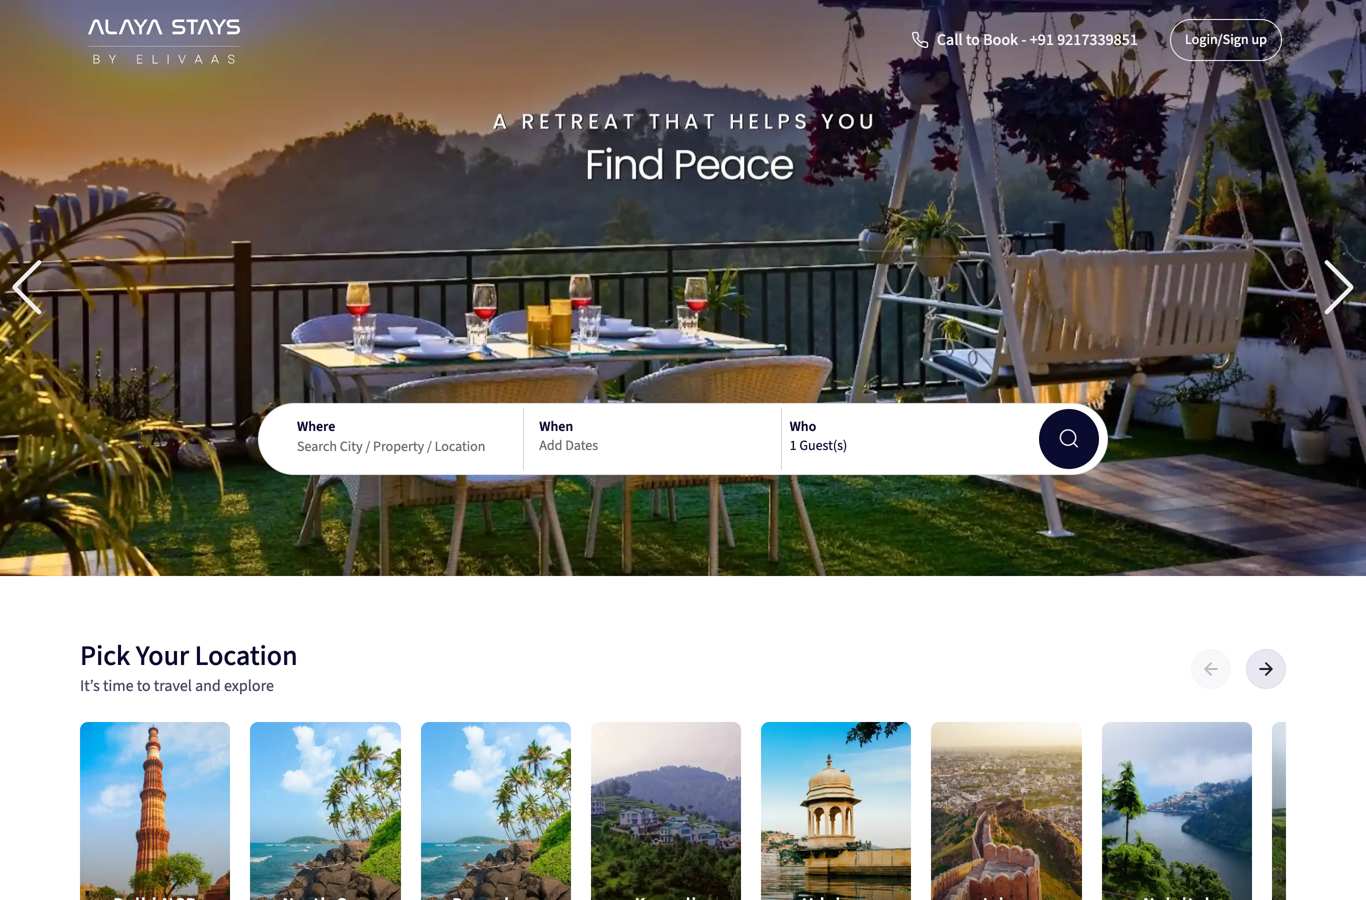 ALAYA STAYS
BY ELIVAAS
Call to Book - +91 9217339851
Login/Sign up
A RETREAT THAT HELPS YOU
Find Peace
Where
Search City / Property / Location
When
Add Dates
Who
1 Guest(s)
Pick Your Location
It's time to travel and explore